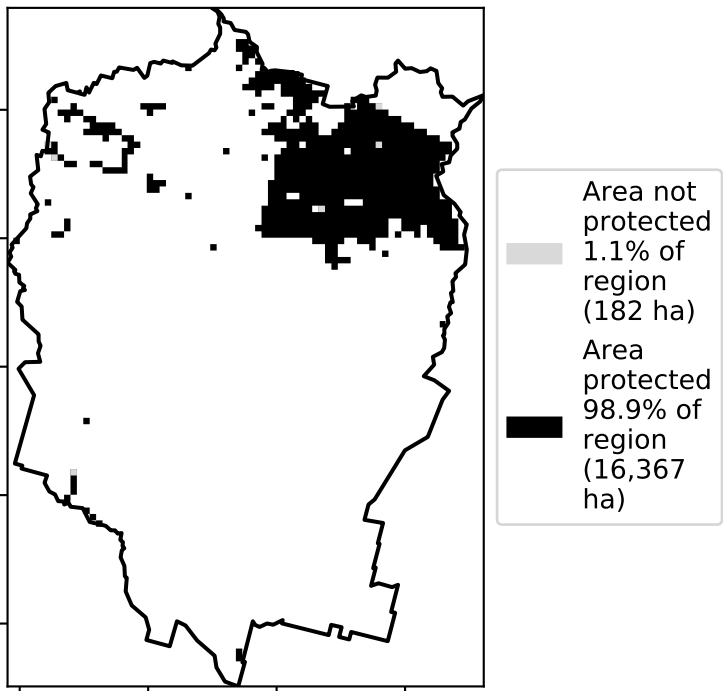 Area not
protected
1.1% of
region
(182 ha)
Area
protected
98.9% of
region
(16,367
ha)